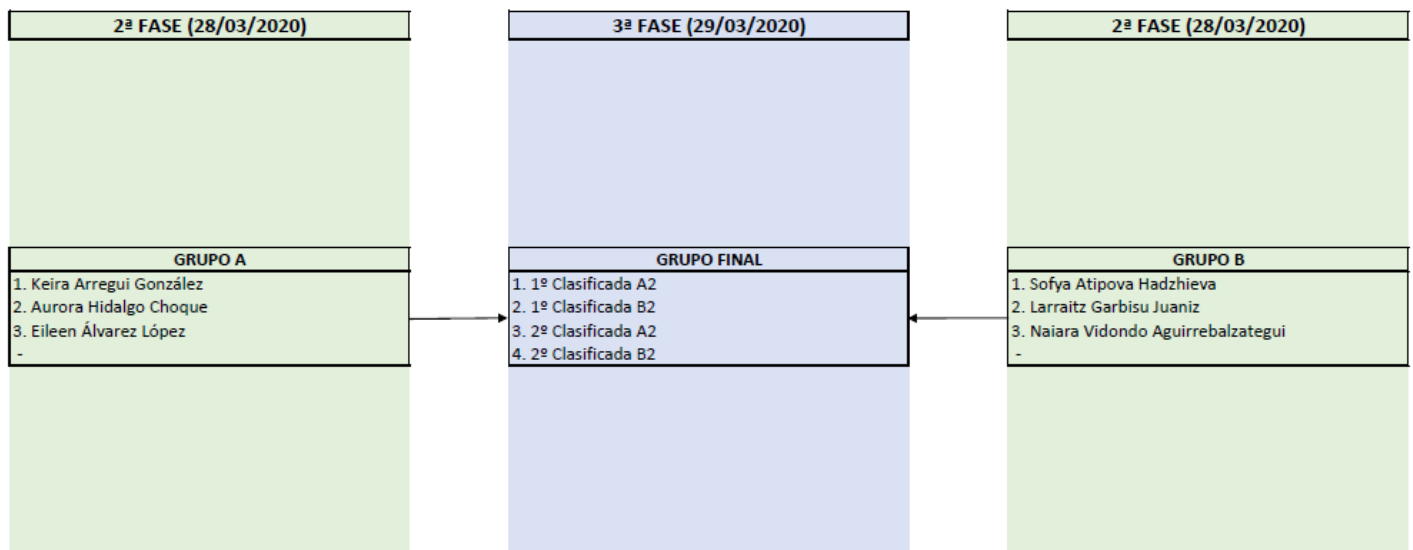 2ª FASE (28/03/2020)
3ª FASE (29/03/2020)
2ª FASE (28/03/2020)
GRUPO A
1. Keira Arregui González
2. Aurora Hidalgo Choque
3. Eileen Álvarez López
-
GRUPO FINAL
1. 1º Clasificada A2
2. 1º Clasificada B2
3. 2º Clasificada A2
4. 2º Clasificada B2
GRUPO B
1. Sofya Atipova Hadzhieva
2. Larraitz Garbisu Juaniz
3. Naiara Vidondo Aguirrebalzategui
-